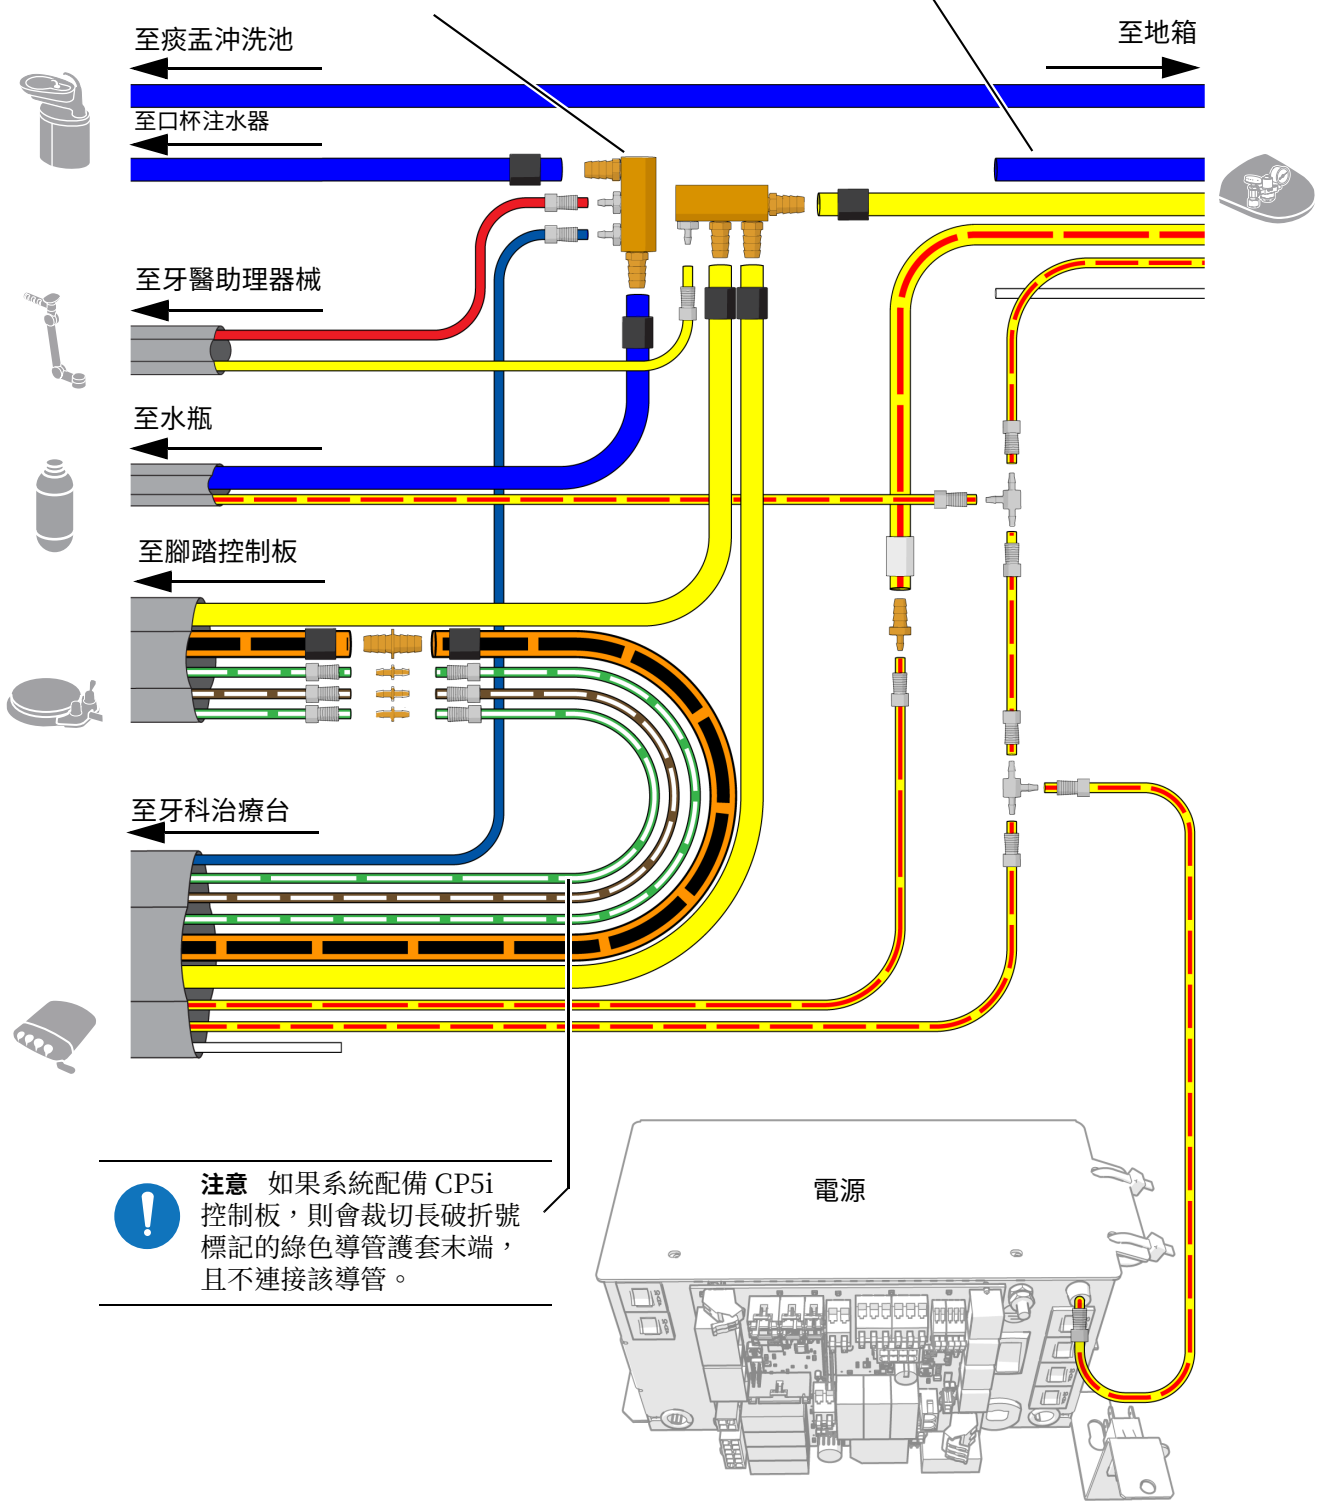 至痰盂沖洗池
至地箱
至口杯注水器
至牙醫助理器械
至水瓶
至腳踏控制板
至牙科治療台
注意 如果系統配備 CP5i
控制板，則會裁切長破折號
標記的綠色導管護套末端，
且不連接該導管。
電源